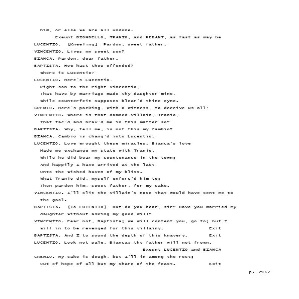 him, or else we are all undone.
Exeunt BIONDELLO, TRANIO, and PEDANT, as fast as may be
LUCENTIO. [Kneeling] Pardon, sweet father.
VINCENTIO. Lives my sweet son?
BIANCA. Pardon, dear father.
BAPTISTA. How hast thou offended?
Where is Lucentio?
LUCENTIO. Here's Lucentio,
Right son to the right Vincentio,
That have by marriage made thy daughter mine,
While counterfeit supposes blear'd thine eyne.
GREMIO. Here's packing, with a witness, to deceive us all!
VINCENTIO. Where is that damned villain, Tranio,
That fac'd and brav'd me in this matter so?
BAPTISTA. Why, tell me, is not this my Cambio?
BIANCA. Cambio is chang'd into Lucentio.
LUCENTIO. Love wrought these miracles. Bianca's love
Made me exchange my state with Tranio,
While he did bear my countenance in the town;
And happily I have arrived at the last
Unto the wished haven of my bliss.
What Tranio did, myself enforc'd him to;
Then pardon him, sweet father, for my sake.
VINCENTIO. I'll slit the villain's nose that would have sent me to
the gaol.
BAPTISTA. [To LUCENTIO] But do you hear, sir? Have you married my
daughter without asking my good will?
VINCENTIO. Fear not, Baptista; we will content you, go to; but I
will in to be revenged for this villainy. Exit
BAPTISTA. And I to sound the depth of this knavery. Exit
LUCENTIO. Look not pale, Bianca; thy father will not frown.
Exeunt LUCENTIO and BIANCA
GREMIO. My cake is dough, but I'll in among the rest;
Out of hope of all but my share of the feast. Exit